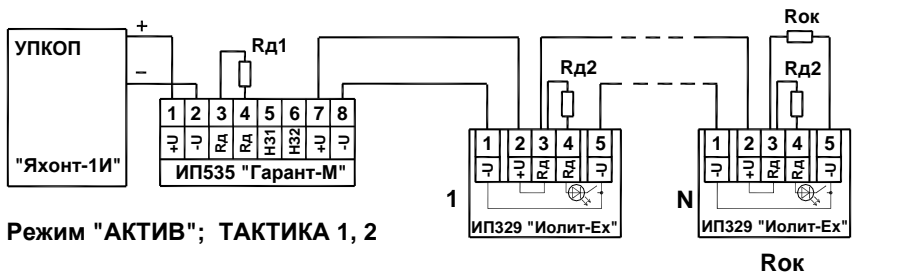 Rок
+
УПКОП
Rд1
Rд2
Rд2
–
1 2 3 4 5 6 7 8
+U -U Rд Rд НЗ1 НЗ2 +U -U
1 2 3 4 5
1 2 3 4 5
"Яхонт-1И"
ИП535 "Гарант-М"
-U +U Rд Rд -U
-U +U Rд Rд -U
1
N
ИП329 "Иолит-Ех"
ИП329 "Иолит-Ех"
Режим "АКТИВ"; ТАКТИКА 1, 2
Rок